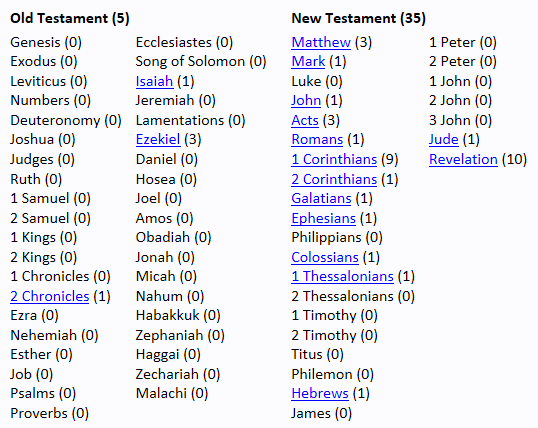 Old Testament (5)
Genesis (0)
Exodus (0)
Leviticus (0)
Numbers (0)
Deuteronomy (0)
Joshua (0)
Judges (0)
Ruth (0)
1 Samuel (0)
2 Samuel (0)
1 Kings (0)
2 Kings (0)
1 Chronicles (0)
2 Chronicles (1)
Ezra (0)
Nehemiah (0)
Esther (0)
Job (0)
Psalms (0)
Proverbs (0)
Ecclesiastes (0)
Song of Solomon (0)
Isaiah (1)
Jeremiah (0)
Lamentations (0)
Ezekiel (3)
Daniel (0)
Hosea (0)
Joel (0)
Amos (0)
Obadiah (0)
Jonah (0)
Micah (0)
Nahum (0)
Habakkuk (0)
Zephaniah (0)
Haggai (0)
Zechariah (0)
Malachi (0)
New Testament (35)
Matthew (3)
Mark (1)
Luke (0)
John (1)
Acts (3)
Romans (1)
1 Corinthians (9)
2 Corinthians (1)
Galatians (1)
Ephesians (1)
Philippians (0)
Colossians (1)
1 Thessalonians (1)
2 Thessalonians (0)
1 Timothy (0)
2 Timothy (0)
Titus (0)
Philemon (0)
Hebrews (1)
James (0)
1 Peter (0)
2 Peter (0)
1 John (0)
2 John (0)
3 John (0)
Jude (1)
Revelation (10)